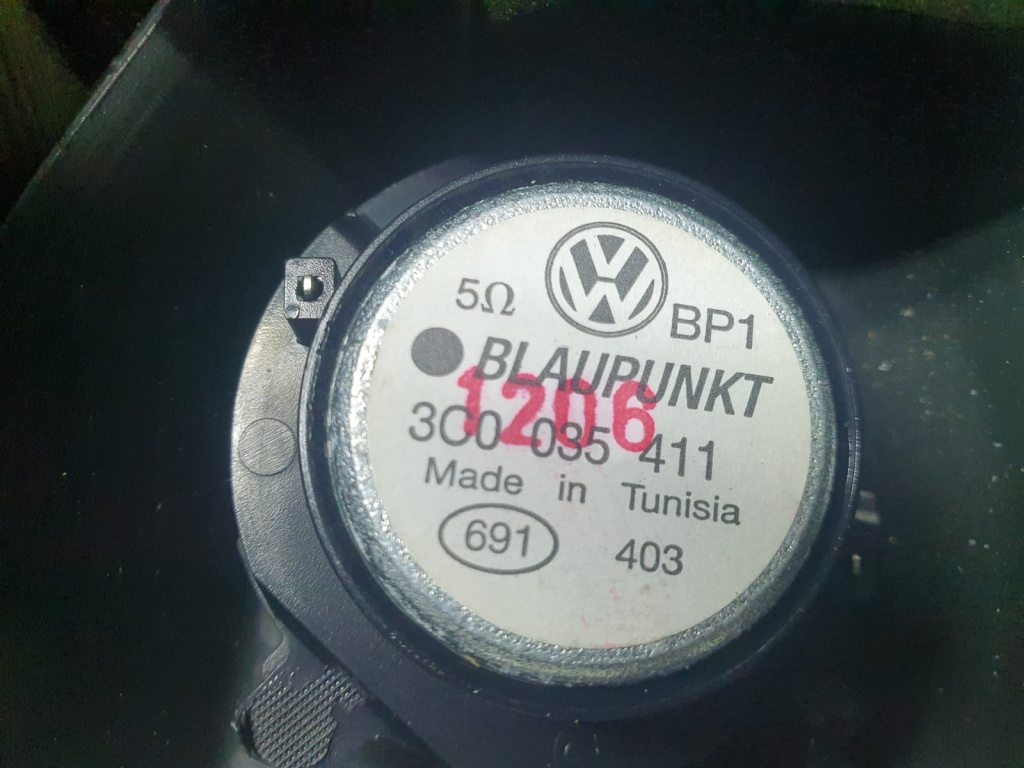 5Ω BP1
BLAUPUNKT
1206
3C0 035 411
Made in Tunisia
691 403